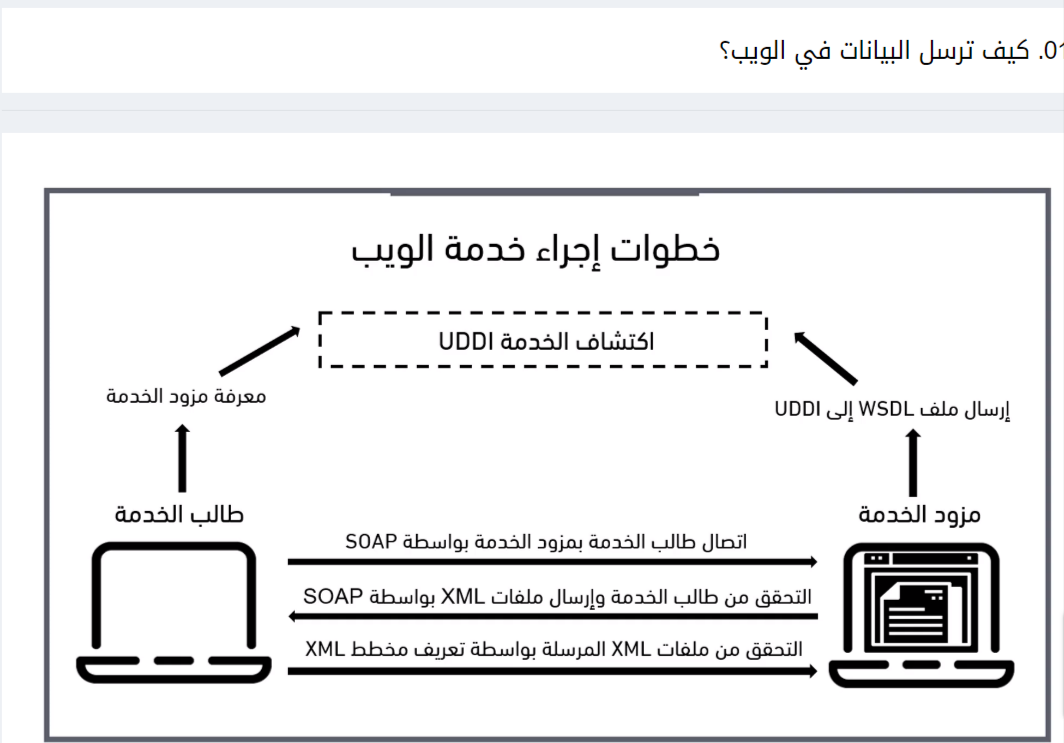 01. كيف ترسل البيانات في الويب؟
خطوات إجراء خدمة الويب
اكتشاف الخدمة UDDI
معرفة مزود الخدمة
إرسال ملف WSDL إلى UDDI
طالب الخدمة
مزود الخدمة
اتصال طالب الخدمة بمزود الخدمة بواسطة SOAP
التحقق من طالب الخدمة وإرسال ملفات XML بواسطة SOAP
التحقق من ملفات XML المرسلة بواسطة تعريف مخطط XML